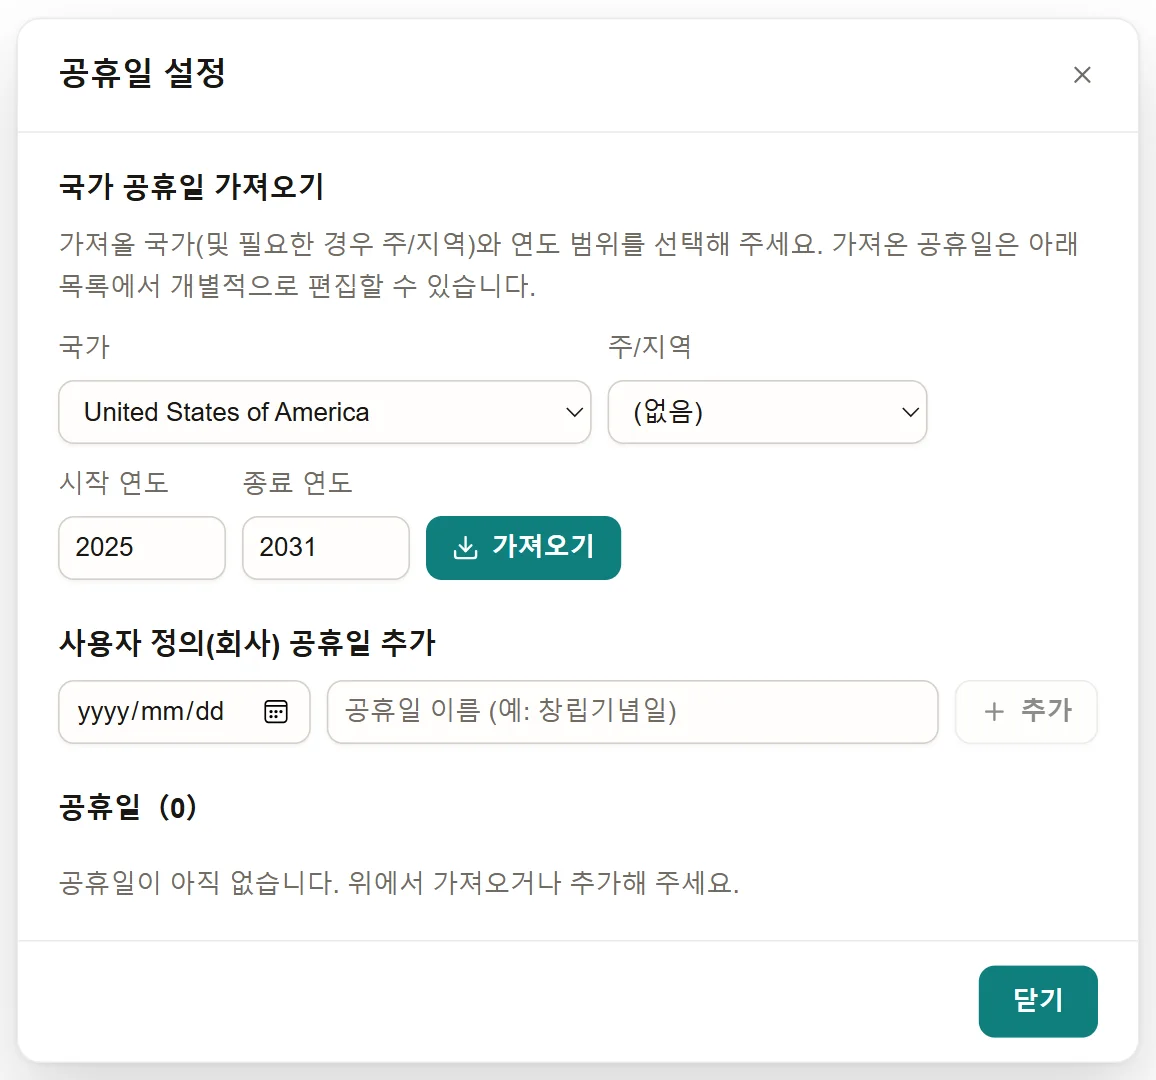 공휴일 설정
국가 공휴일 가져오기
가져올 국가(및 필요한 경우 주/지역)와 연도 범위를 선택해 주세요. 가져온 공휴일은 아래
목록에서 개별적으로 편집할 수 있습니다.
국가 주/지역
United States of America (없음)
시작 연도 종료 연도
2025 2031 가져오기
사용자 정의(회사) 공휴일 추가
yyyy/mm/dd 공휴일 이름 (예: 창립기념일) + 추가
공휴일（0）
공휴일이 아직 없습니다. 위에서 가져오거나 추가해 주세요.
닫기